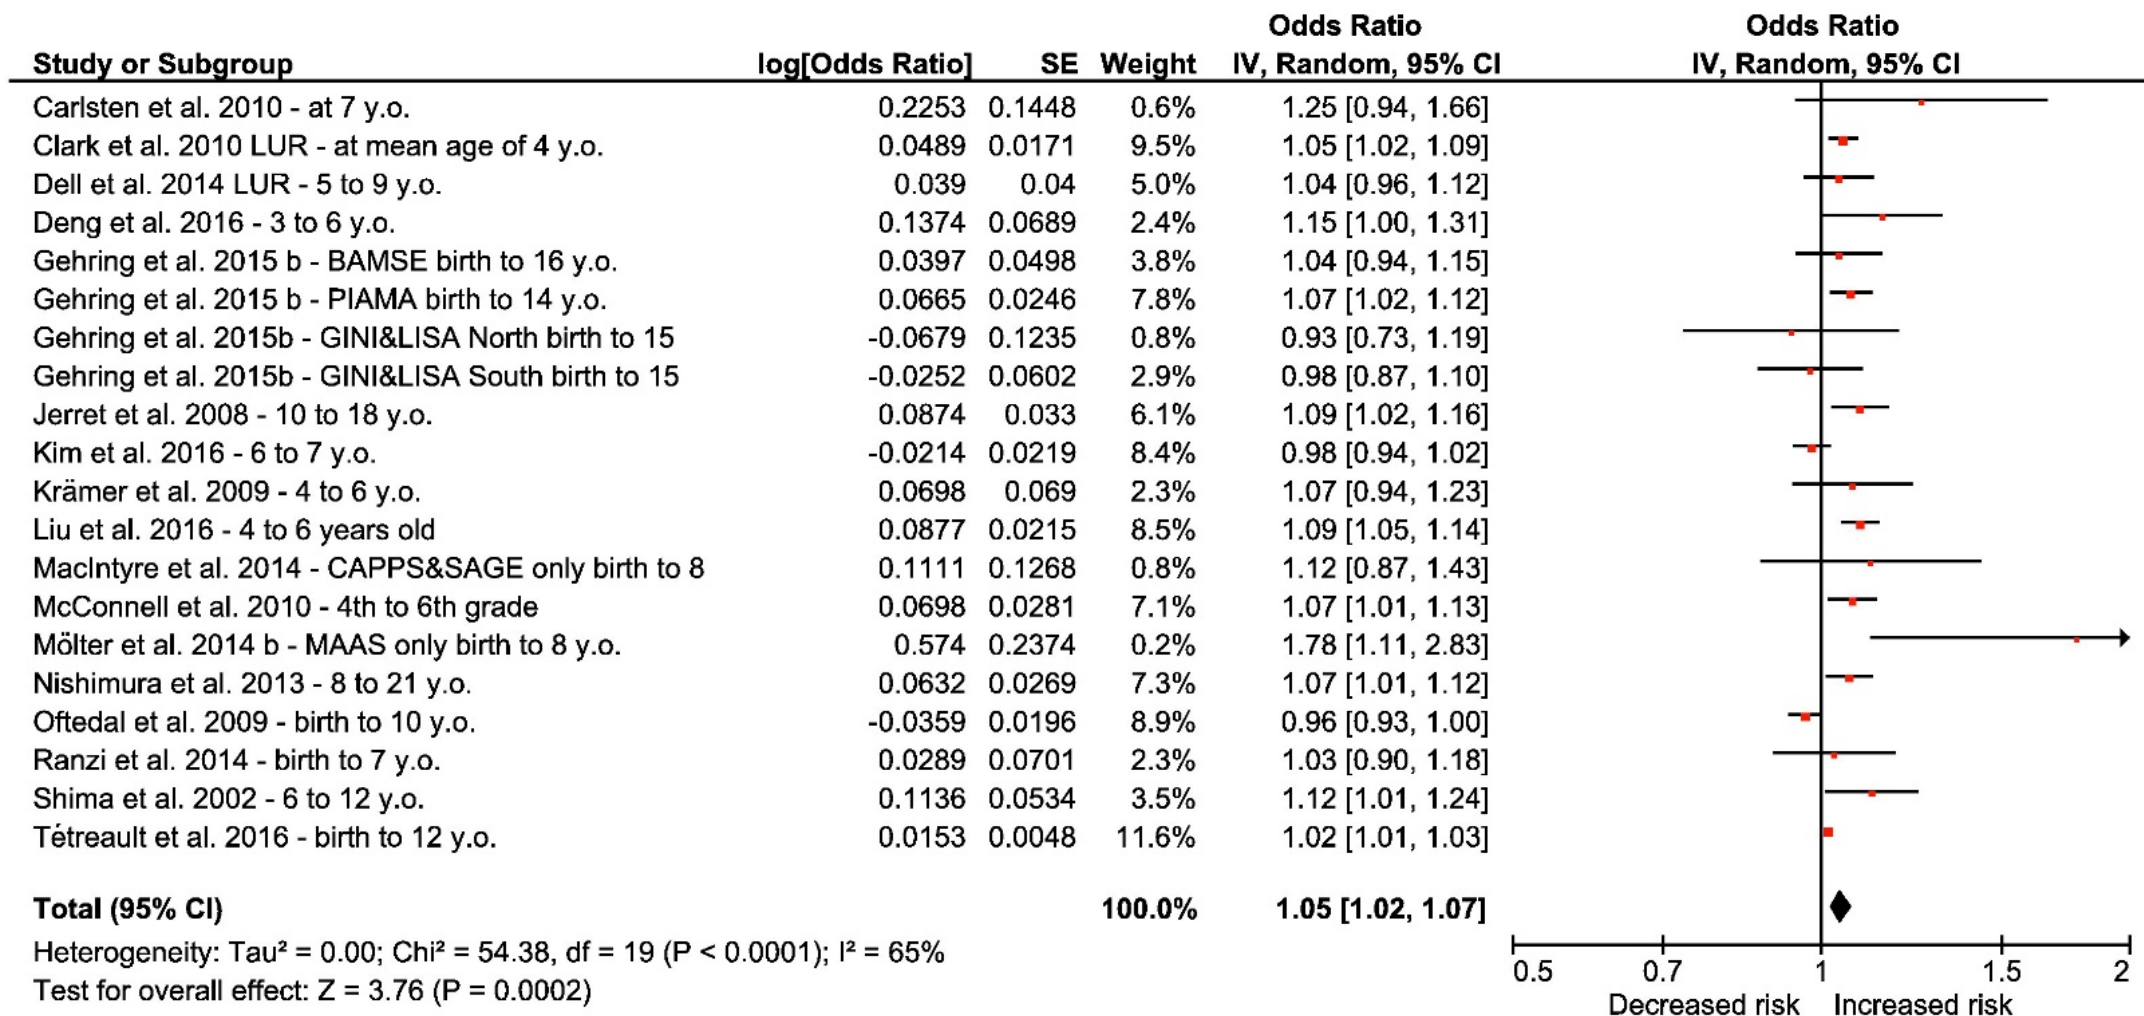 Odds Ratio Odds Ratio
Study or Subgroup log[Odds Ratio] SE Weight IV, Random, 95% CI IV, Random, 95% CI
Carlsten et al. 2010 - at 7 y.o. 0.2253 0.1448 0.6% 1.25 [0.94, 1.66]
Clark et al. 2010 LUR - at mean age of 4 y.o. 0.0489 0.0171 9.5% 1.05 [1.02, 1.09]
Dell et al. 2014 LUR - 5 to 9 y.o. 0.039 0.04 5.0% 1.04 [0.96, 1.12]
Deng et al. 2016 - 3 to 6 y.o. 0.1374 0.0689 2.4% 1.15 [1.00, 1.31]
Gehring et al. 2015 b - BAMSE birth to 16 y.o. 0.0397 0.0498 3.8% 1.04 [0.94, 1.15]
Gehring et al. 2015 b - PIAMA birth to 14 y.o. 0.0665 0.0246 7.8% 1.07 [1.02, 1.12]
Gehring et al. 2015b - GINI&LISA North birth to 15 -0.0679 0.1235 0.8% 0.93 [0.73, 1.19]
Gehring et al. 2015b - GINI&LISA South birth to 15 -0.0252 0.0602 2.9% 0.98 [0.87, 1.10]
Jerret et al. 2008 - 10 to 18 y.o. 0.0874 0.033 6.1% 1.09 [1.02, 1.16]
Kim et al. 2016 - 6 to 7 y.o. -0.0214 0.0219 8.4% 0.98 [0.94, 1.02]
Krämer et al. 2009 - 4 to 6 y.o. 0.0698 0.069 2.3% 1.07 [0.94, 1.23]
Liu et al. 2016 - 4 to 6 years old 0.0877 0.0215 8.5% 1.09 [1.05, 1.14]
MacIntyre et al. 2014 - CAPPS&SAGE only birth to 8 0.1111 0.1268 0.8% 1.12 [0.87, 1.43]
McConnell et al. 2010 - 4th to 6th grade 0.0698 0.0281 7.1% 1.07 [1.01, 1.13]
Mölter et al. 2014 b - MAAS only birth to 8 y.o. 0.574 0.2374 0.2% 1.78 [1.11, 2.83]
Nishimura et al. 2013 - 8 to 21 y.o. 0.0632 0.0269 7.3% 1.07 [1.01, 1.12]
Oftedal et al. 2009 - birth to 10 y.o. -0.0359 0.0196 8.9% 0.96 [0.93, 1.00]
Ranzi et al. 2014 - birth to 7 y.o. 0.0289 0.0701 2.3% 1.03 [0.90, 1.18]
Shima et al. 2002 - 6 to 12 y.o. 0.1136 0.0534 3.5% 1.12 [1.01, 1.24]
Tétreault et al. 2016 - birth to 12 y.o. 0.0153 0.0048 11.6% 1.02 [1.01, 1.03]
Total (95% CI) 100.0% 1.05 [1.02, 1.07]
Heterogeneity: Tau² = 0.00; Chi² = 54.38, df = 19 (P < 0.0001); I² = 65%
Test for overall effect: Z = 3.76 (P = 0.0002)
0.5 0.7 1 1.5 2
Decreased risk Increased risk